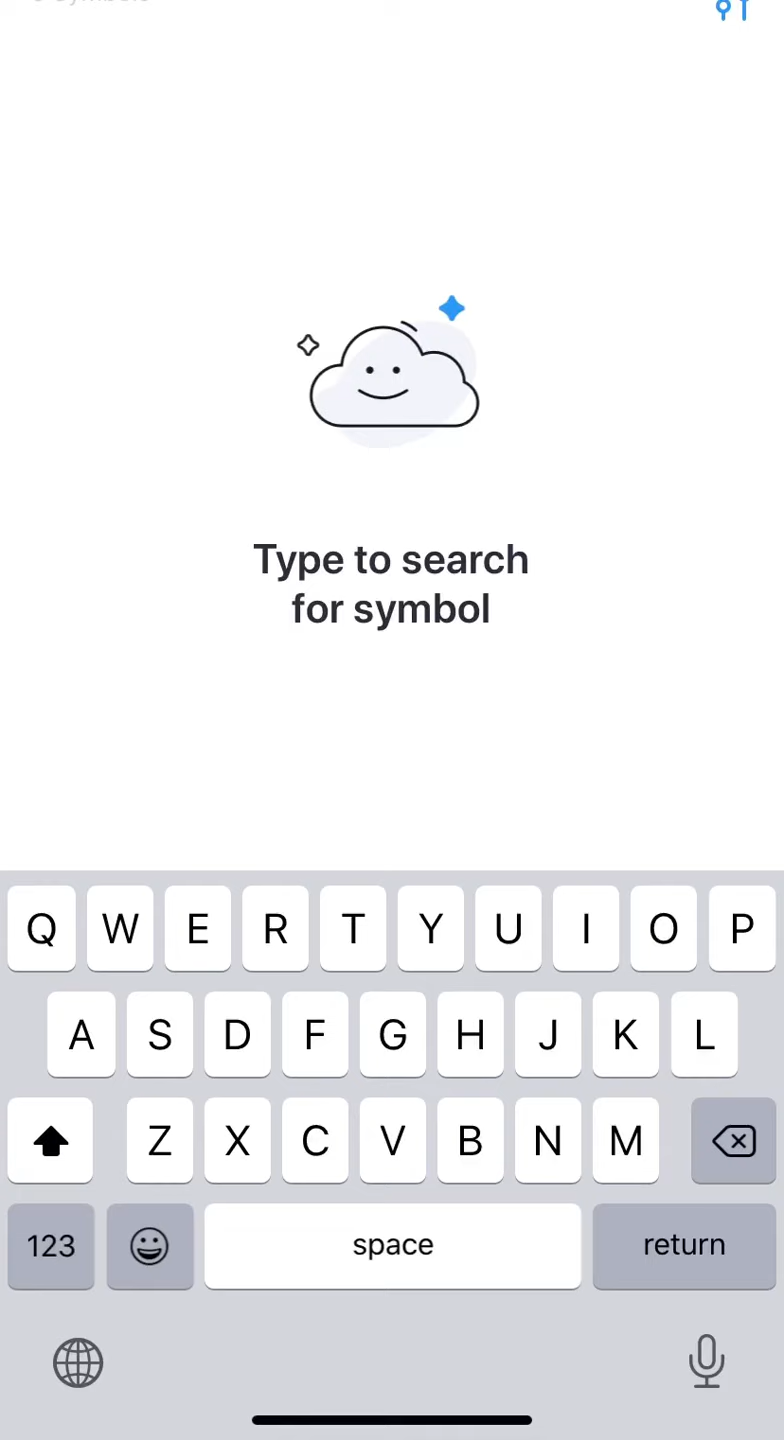 Type to search
for symbol
Q W E R T Y U I O P
A S D F G H J K L
Z X C V B N M
123 space return